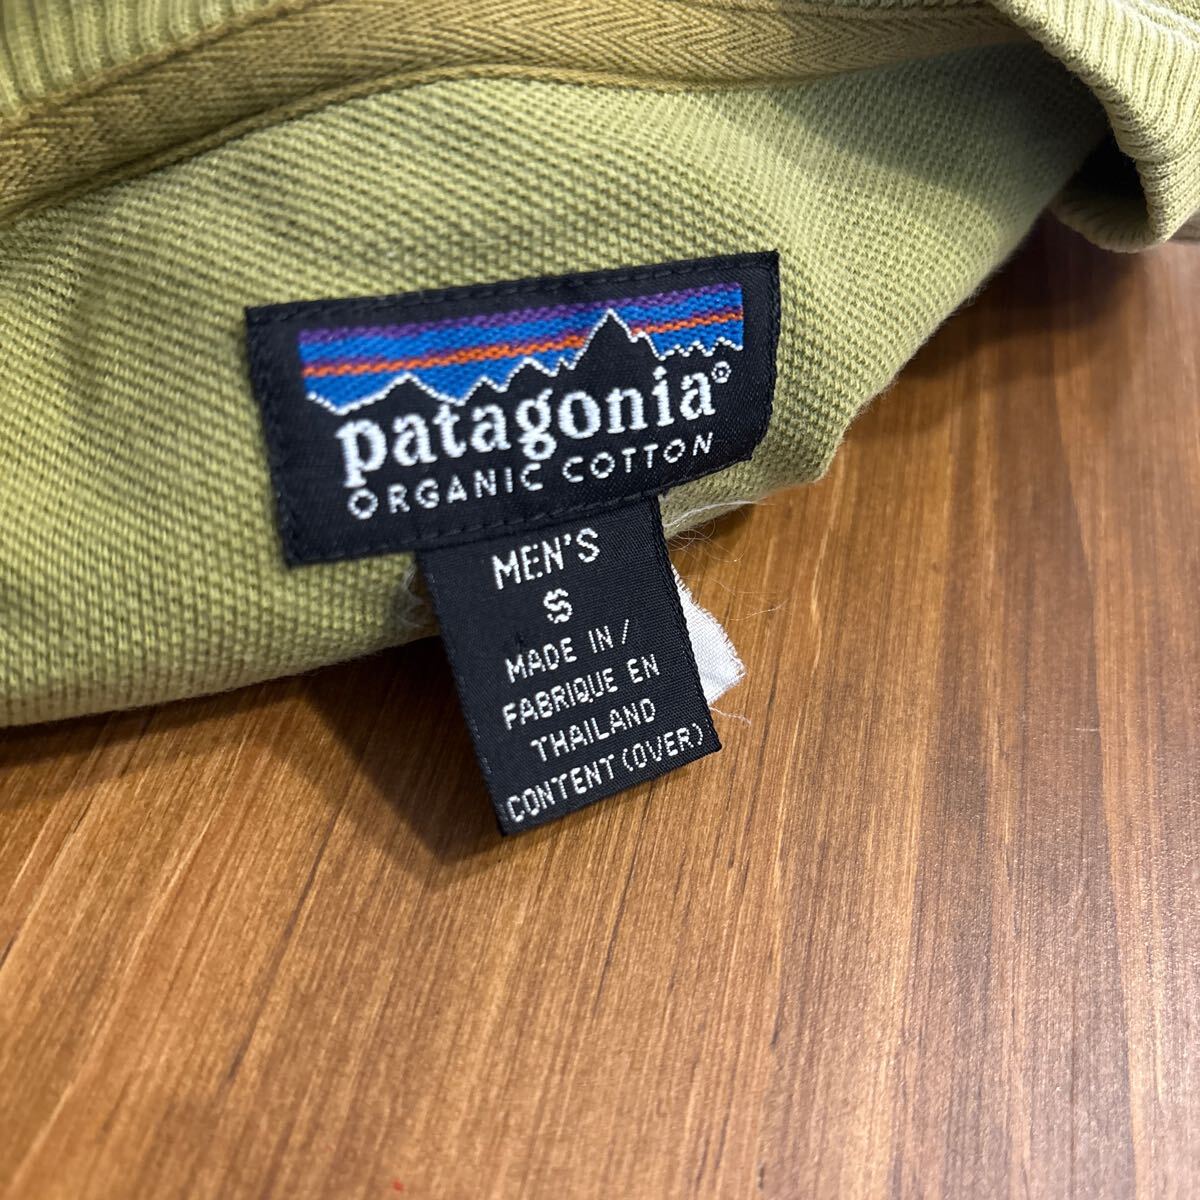 patagonia®
ORGANIC COTTON
MEN'S
S
MADE IN/
FABRIQUE EN
THAILAND
CONTENT (OVER)